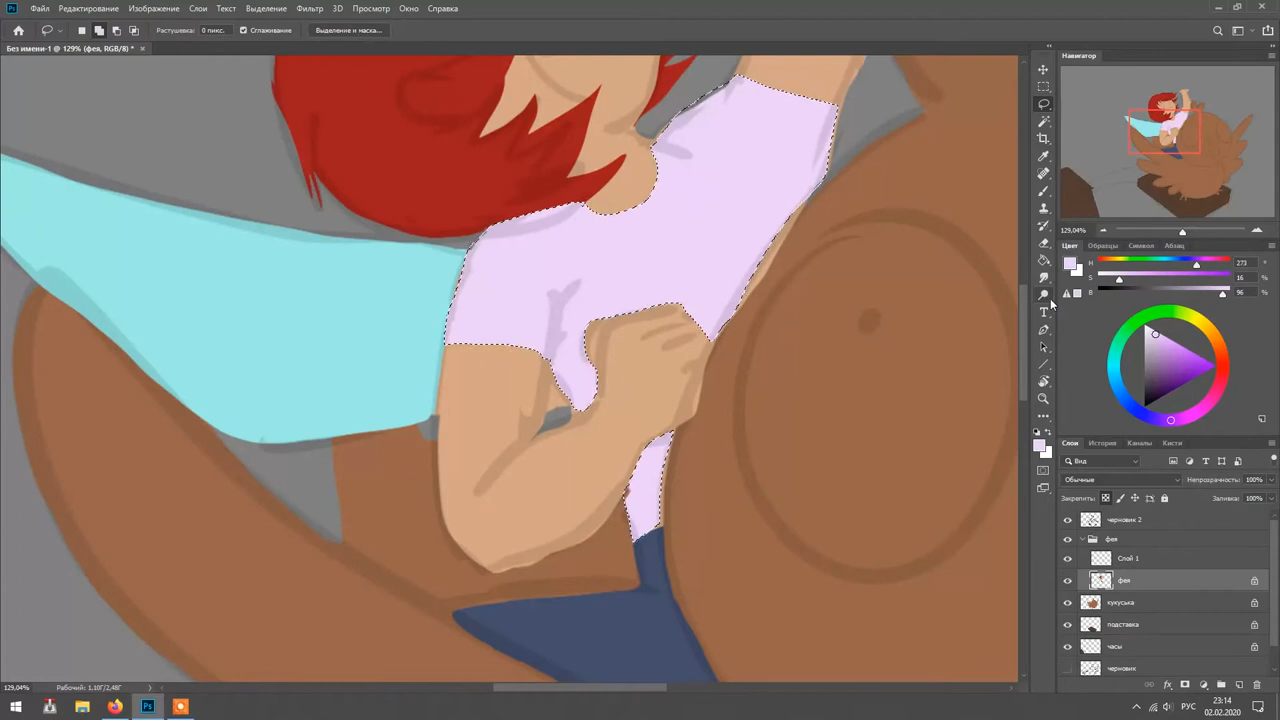 Файл Редактирование Изображение Слои Текст Выделение Фильтр 3D Просмотр Окно Справка
Растушевка: 0 пикс. Сглаживание Выделение и маска...
Без имени-1 @ 129% (фея, RGB/8) *
Навигатор
129,04%
Цвет Образцы Символ Абзац
H 273 °
S 16 %
B 96 %
Слои История Каналы Кисти
Вид
Обычные Непрозрачность: 100%
Закрепить: Заливка: 100%
черновик 2
фея
Слой 1
фея
кукуська
подставка
часы
черновик
129,04% Рабочий: 1,10Г/2,48Г
РУС 23:14
02.02.2020